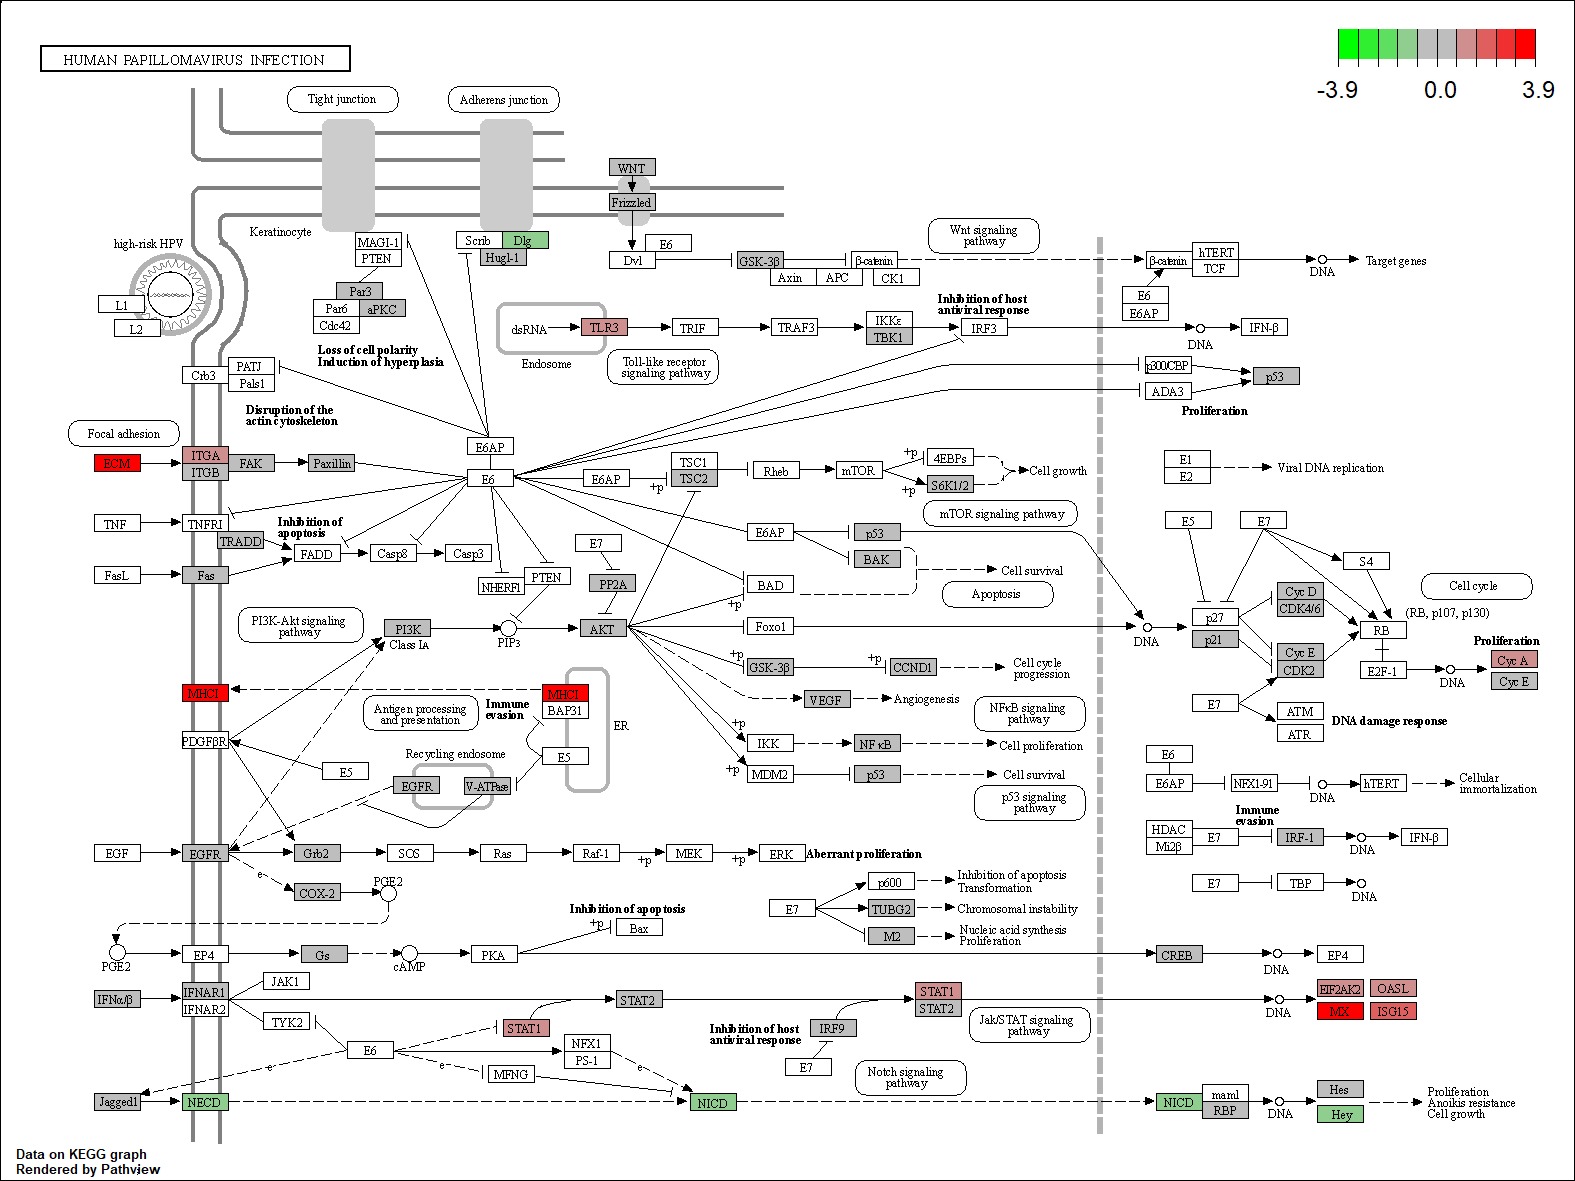 HUMAN PAPILLOMAVIRUS INFECTION
-3.9 0.0 3.9
Tight junction
Adherens junction
WNT
Frizzled
high-risk HPV
Keratinocyte
MAGI-1
PTEN
Scrib Dlg
Hugl-1
E6
Dvl
Wnt signaling
pathway
GSK-3β
β-catenin
Axin APC CK1
β-catenin
hTERT
TCF
DNA
Target genes
E6
E6AP
L1
L2
Par3
Par6 aPKC
Cdc42
Loss of cell polarity
Induction of hyperplasia
dsRNA
TLR3
TRIF
TRAF3
IKKε
TBK1
Inhibition of host
antiviral response
IRF3
DNA
IFN-β
Endosome
Toll-like receptor
signaling pathway
Crb3
PATJ
Pals1
p300/CBP
ADA3
p53
Proliferation
Disruption of the
actin cytoskeleton
Focal adhesion
ECM
ITGA
ITGB
FAK
Paxillin
E6AP
E6
E6AP
+p
TSC1
TSC2
Rheb
mTOR
+p
+p
4EBPs
S6K1/2
Cell growth
mTOR signaling pathway
E1
E2
Viral DNA replication
TNF
TNFR1
TRADD
Inhibition of
apoptosis
FADD
Casp8
Casp3
FasL
Fas
NHERF1
PTEN
E7
PP2A
E6AP
p53
BAK
Cell survival
BAD
+p
Apoptosis
E5
E7
S4
Cell cycle
(RB, p107, p130)
p27
p21
Cyc D
CDK4/6
Cyc E
CDK2
RB
E2F-1
DNA
Proliferation
Cyc A
Cyc E
PI3K-Akt signaling
pathway
PI3K
Class IA
PIP3
AKT
Foxo1
DNA
+p
GSK-3β
+p
CCND1
Cell cycle
progression
VEGF
Angiogenesis
NFκB signaling
pathway
+p
IKK
NFκB
Cell proliferation
+p
MDM2
p53
Cell survival
p53 signaling
pathway
E7
ATM
ATR
DNA damage response
MHCI
MHCI
BAP31
Immune
evasion
Antigen processing
and presentation
ER
PDGFβR
E5
E5
Recycling endosome
EGFR
V-ATPase
E6
E6AP
NFX1-91
DNA
hTERT
Cellular
immortalization
Immune
evasion
HDAC
Mi2β
E7
IRF-1
DNA
IFN-β
E7
TBP
DNA
EGF
EGFR
Grb2
SOS
Ras
Raf-1
+p
MEK
+p
ERK
Aberrant proliferation
e
COX-2
PGE2
E7
p600
Inhibition of apoptosis
Transformation
TUBG2
Chromosomal instability
M2
Nucleic acid synthesis
Proliferation
Inhibition of apoptosis
+p
Bax
PGE2
EP4
Gs
cAMP
PKA
CREB
DNA
EP4
IFNα/β
IFNAR1
IFNAR2
JAK1
TYK2
STAT2
STAT1
STAT1
STAT2
IRF9
E7
Inhibition of host
antiviral response
Jak/STAT signaling
pathway
DNA
EIF2AK2 OASL
MX ISG15
E6
NFX1
PS-1
e
e
e
MFNG
Notch signaling
pathway
Jagged1
NECD
NICD
NICD
maml
RBP
DNA
Hes
Hey
Proliferation
Anoikis resistance
Cell growth
Data on KEGG graph
Rendered by Pathview